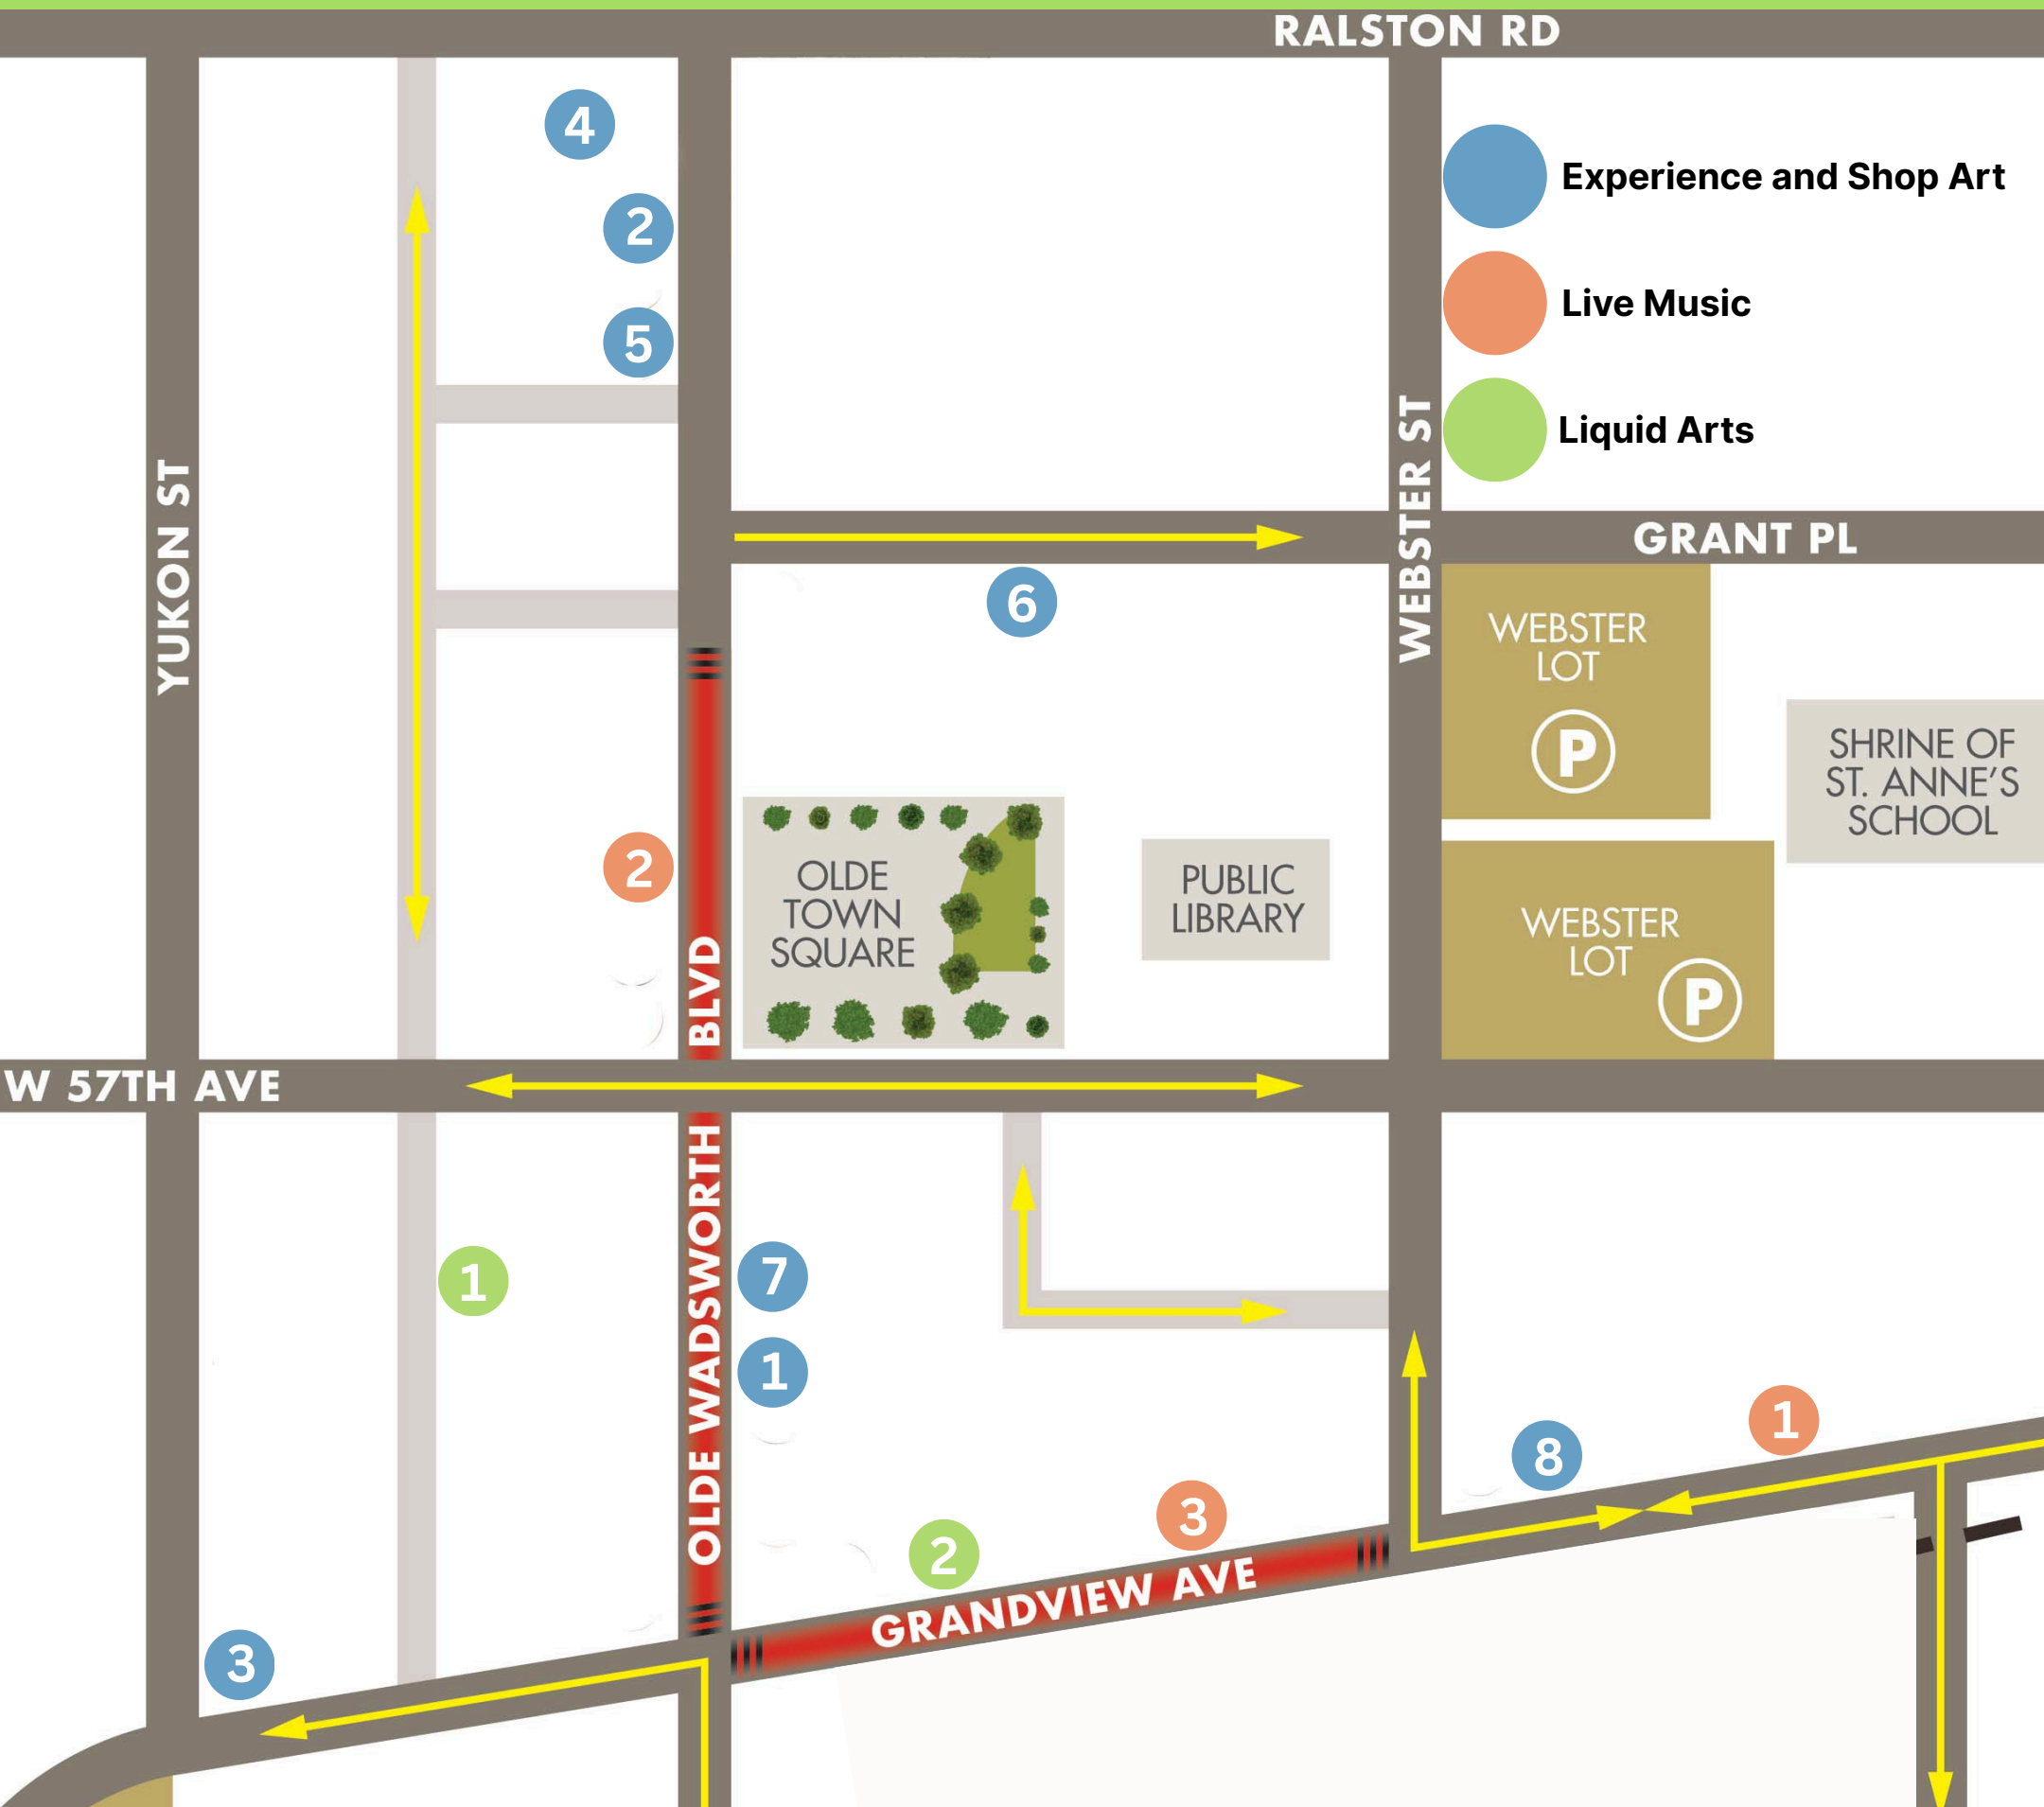 RALSTON RD
4
Experience and Shop Art
2
Live Music
5
Liquid Arts
YUKON ST
WEBSTER ST
GRANT PL
6
WEBSTER
LOT
P
SHRINE OF
ST. ANNE'S
SCHOOL
2
OLDE
TOWN
SQUARE
PUBLIC
LIBRARY
WEBSTER
LOT
P
W 57TH AVE
OLDE WADSWORTH BLVD
1
7
1
8
1
3
2
GRANDVIEW AVE
3